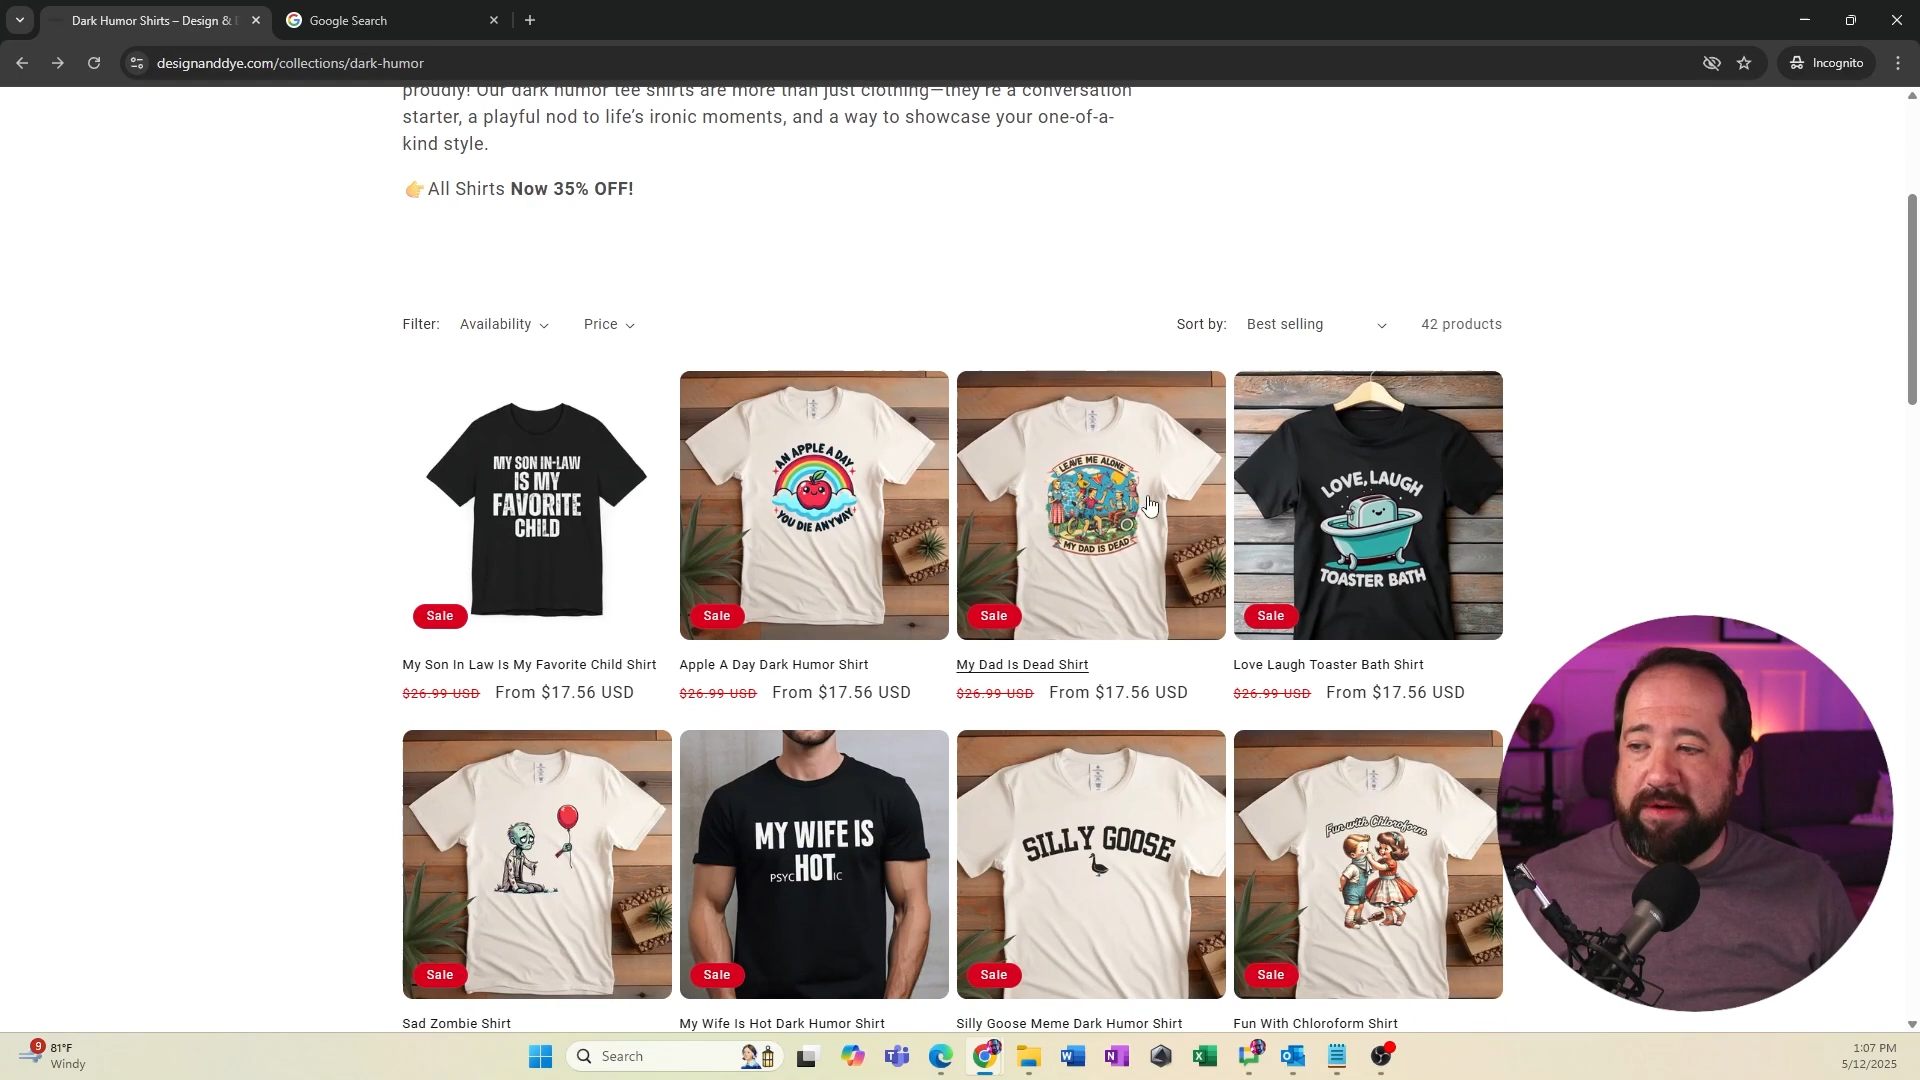 Dark Humor Shirts – Design &
Google Search
designanddye.com/collections/dark-humor
Incognito
proudly! Our dark humor tee shirts are more than just clothing—they're a conversation
starter, a playful nod to life's ironic moments, and a way to showcase your one-of-a-
kind style.
👉All Shirts Now 35% OFF!
Filter: Availability Price
Sort by: Best selling 42 products
MY SON IN-LAW
IS MY
FAVORITE
CHILD
Sale
AN APPLE A DAY
YOU DIE ANYWAY
Sale
LEAVE ME ALONE
MY DAD IS DEAD
Sale
LOVE, LAUGH
TOASTER BATH
Sale
My Son In Law Is My Favorite Child Shirt
$26.99 USD From $17.56 USD
Apple A Day Dark Humor Shirt
$26.99 USD From $17.56 USD
My Dad Is Dead Shirt
$26.99 USD From $17.56 USD
Love Laugh Toaster Bath Shirt
$26.99 USD From $17.56 USD
Sale
MY WIFE IS
PSYCHOTIC
Sale
SILLY GOOSE
Sale
Fun with Chloroform
Sale
Sad Zombie Shirt
My Wife Is Hot Dark Humor Shirt
Silly Goose Meme Dark Humor Shirt
Fun With Chloroform Shirt
9
81°F
Windy
Search
1:07 PM
5/12/2025